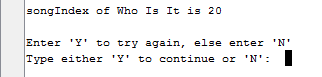 songIndex of Who Is It is 20
Enter 'Y' to try again, else enter 'N'
Type either 'Y' to continue or 'N':